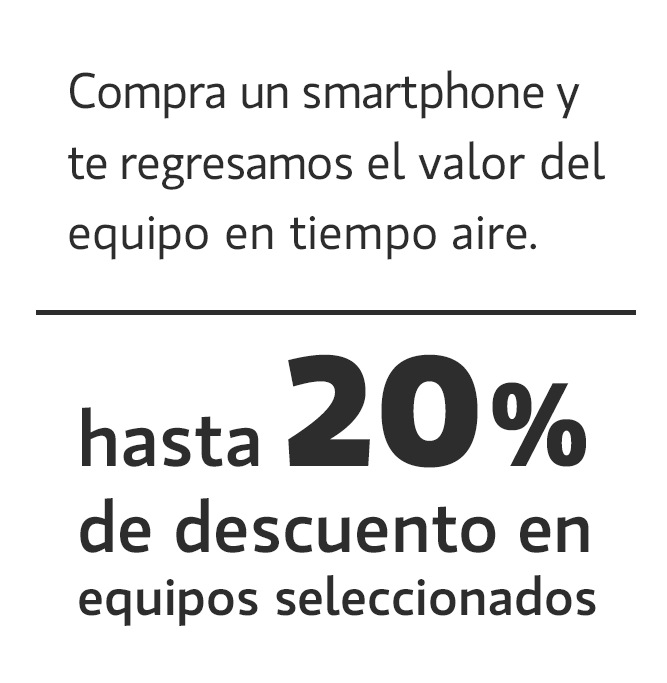 Compra un smartphone y
te regresamos el valor del
equipo en tiempo aire.
hasta 20%
de descuento en
equipos seleccionados